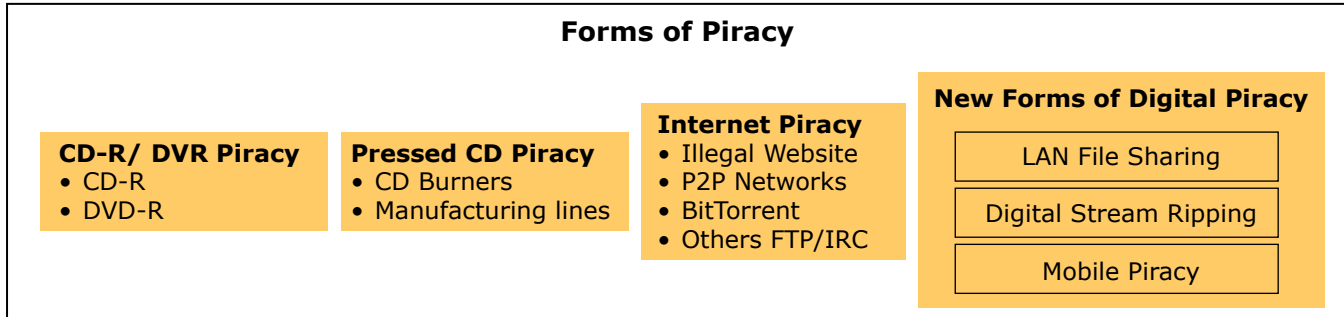 Forms of Piracy
CD-R/ DVR Piracy
• CD-R
• DVD-R
Pressed CD Piracy
• CD Burners
• Manufacturing lines
Internet Piracy
• Illegal Website
• P2P Networks
• BitTorrent
• Others FTP/IRC
New Forms of Digital Piracy
LAN File Sharing
Digital Stream Ripping
Mobile Piracy